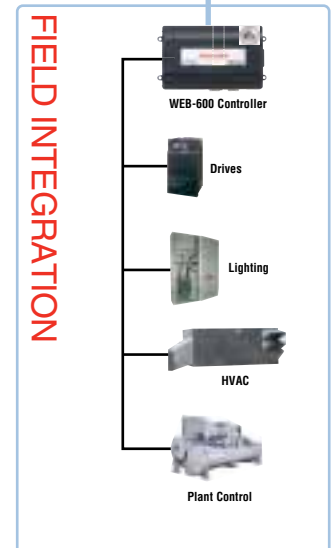 FIELD INTEGRATION
WEB-600 Controller
Drives
Lighting
HVAC
Plant Control